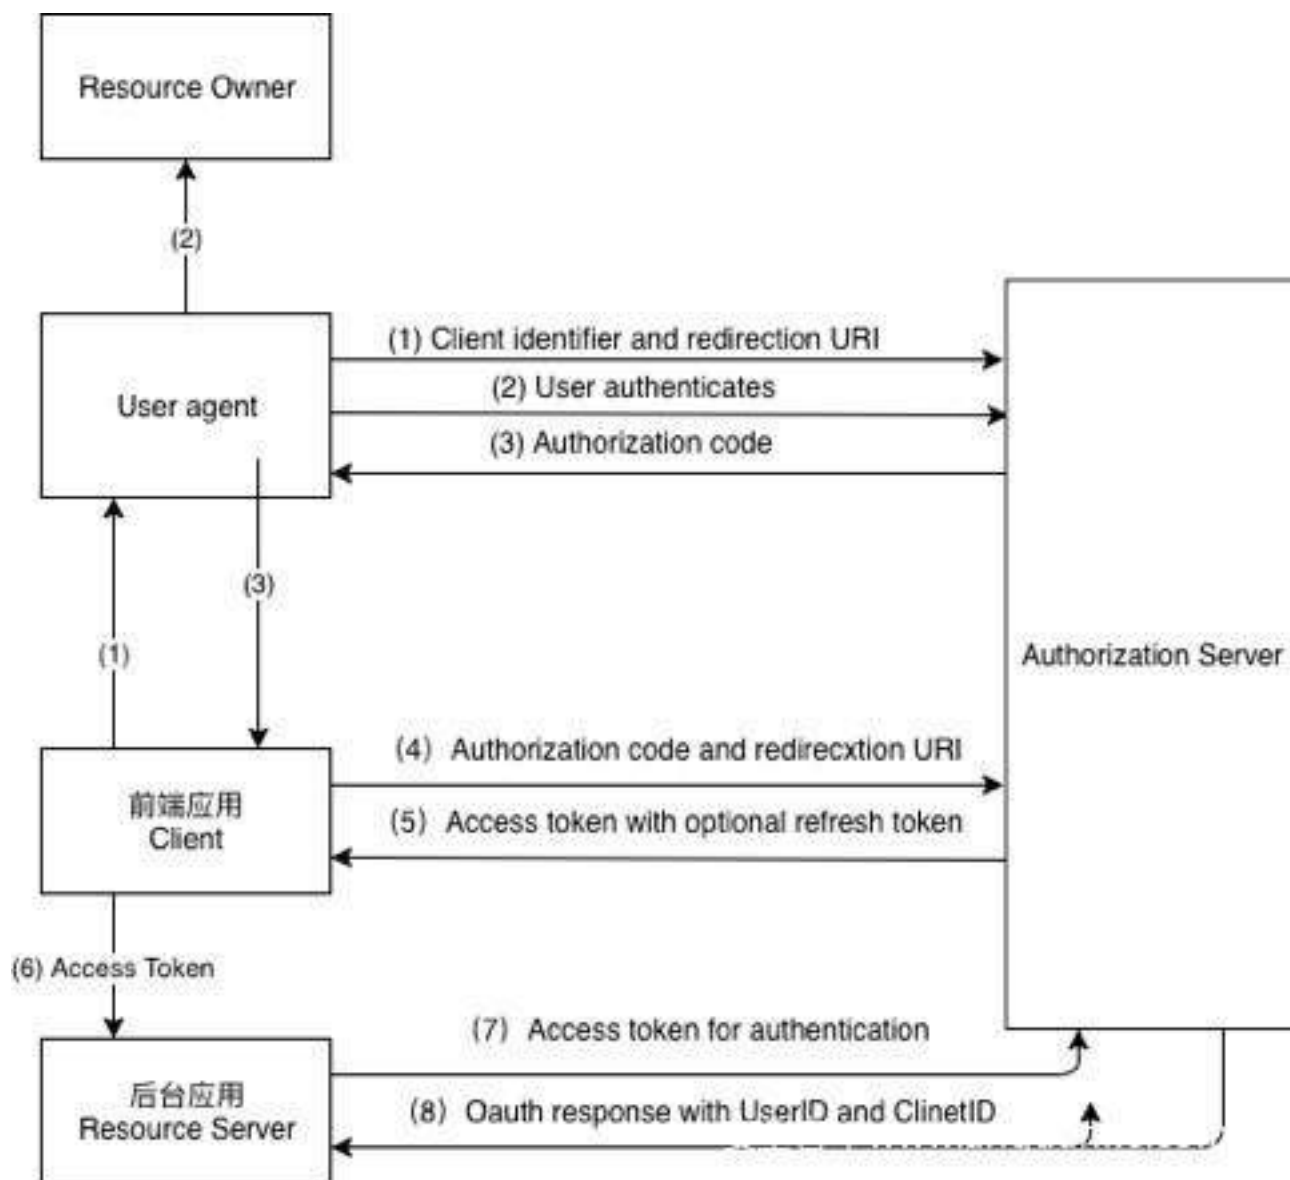 Resource Owner
(2)
(1) Client identifier and redirection URI
(2) User authenticates
User agent
(3) Authorization code
(3)
(1)
Authorization Server
(4) Authorization code and redirecxtion URI
前端应用
Client
(5) Access token with optional refresh token
(6) Access Token
(7) Access token for authentication
后台应用
Resource Server
(8) Oauth response with UserID and ClinetID